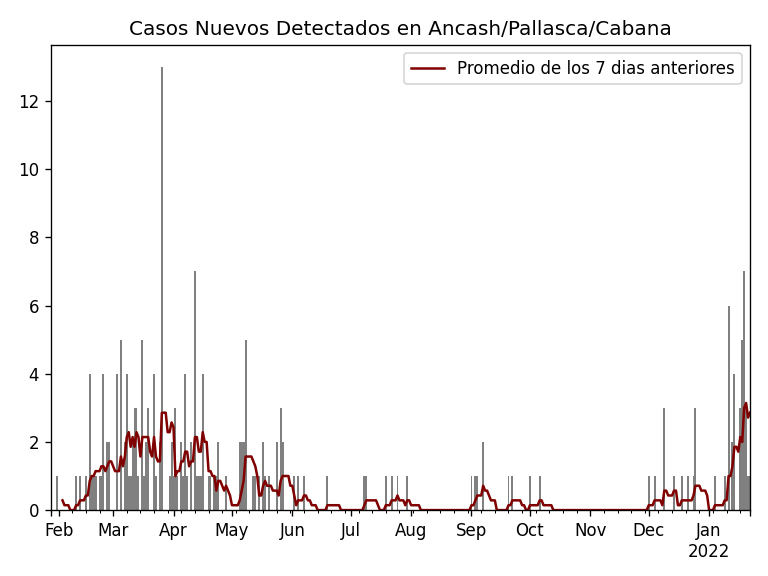 Casos Nuevos Detectados en Ancash/Pallasca/Cabana
Promedio de los 7 dias anteriores
12
10
8
6
4
2
0
Feb Mar Apr May Jun Jul Aug Sep Oct Nov Dec Jan
2022